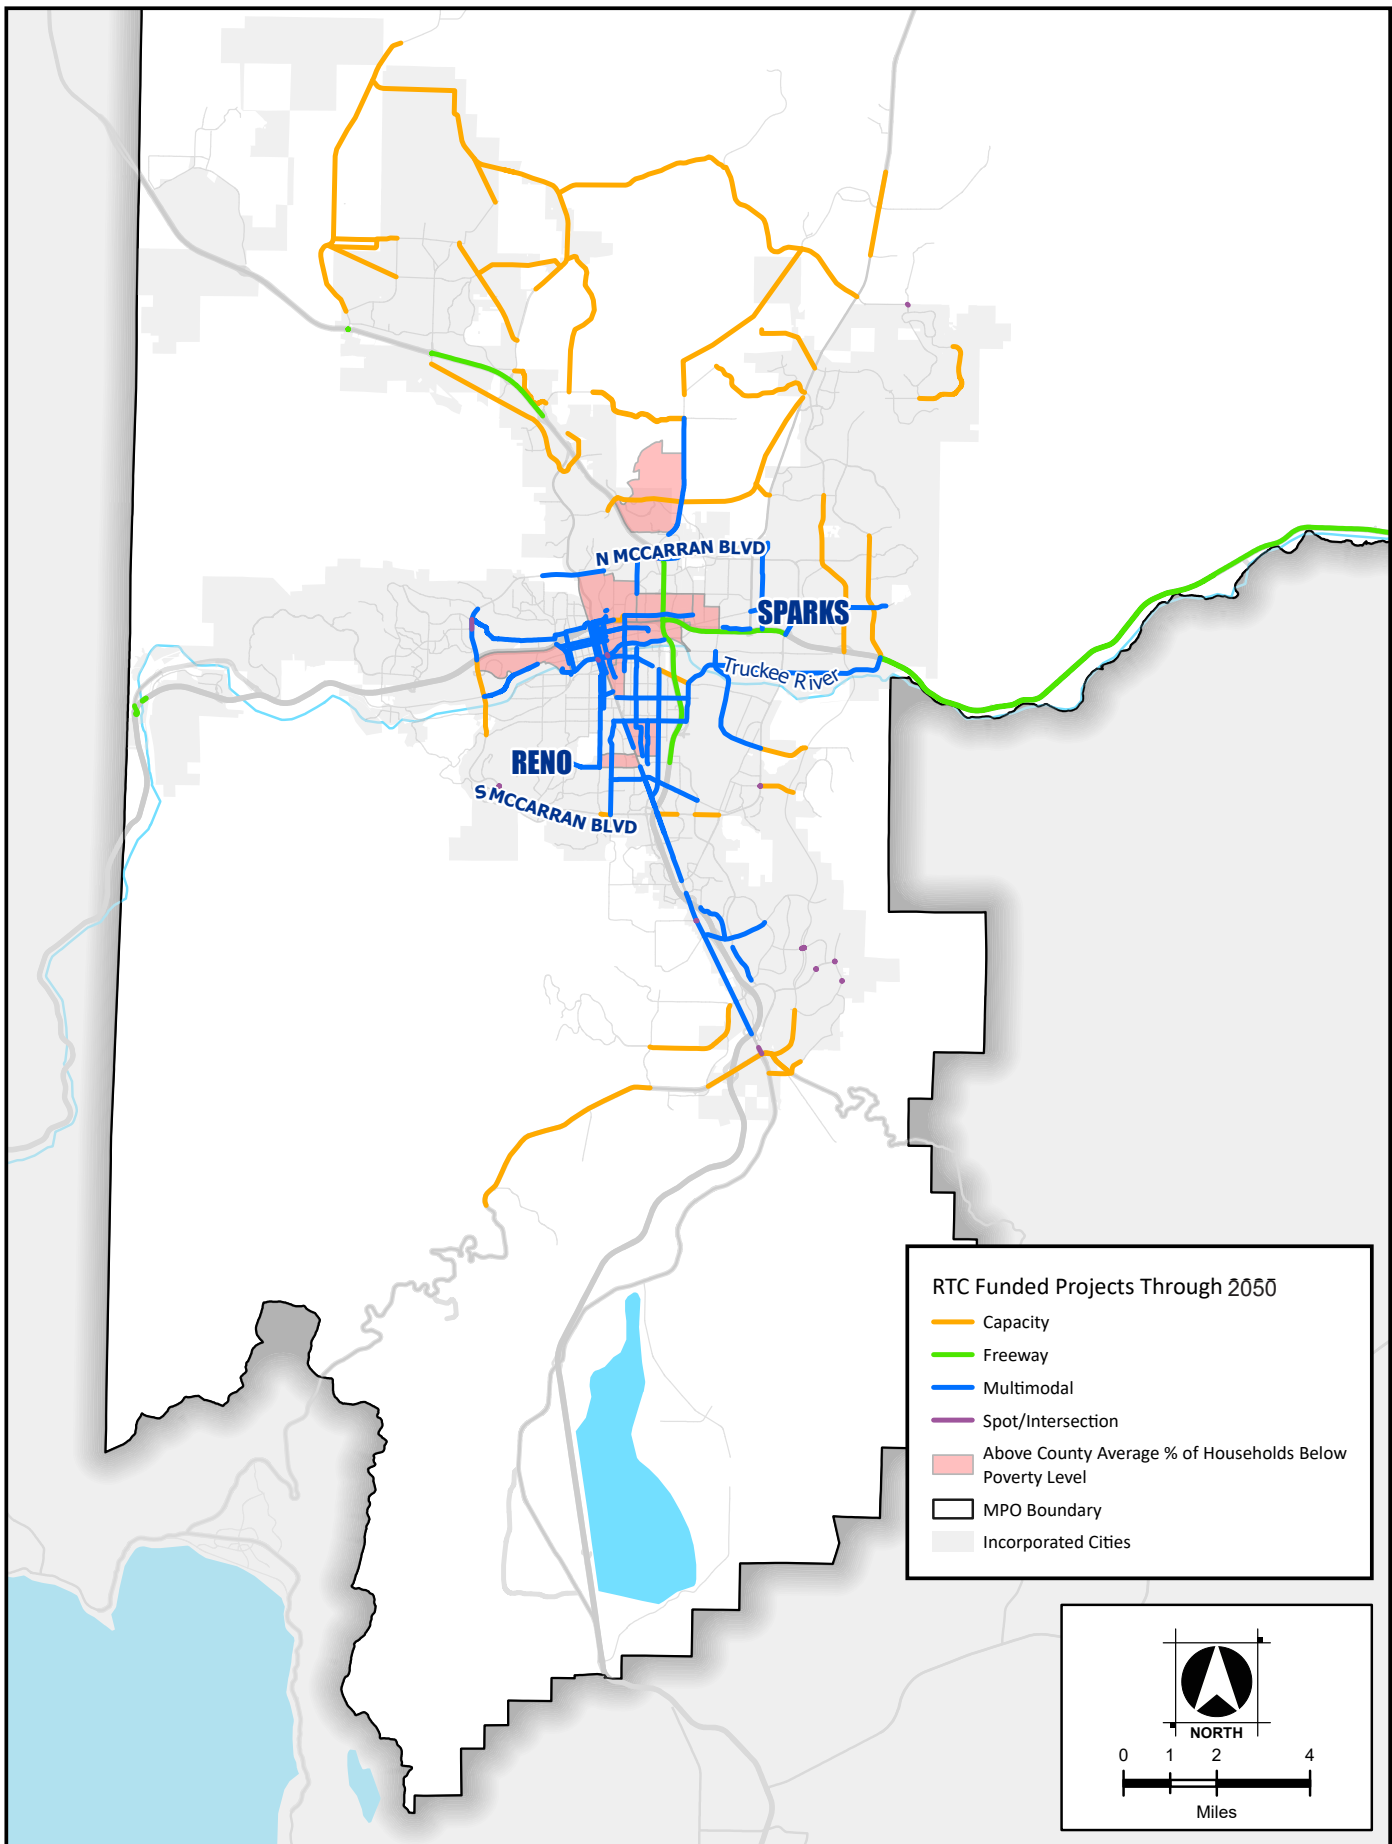 N MCCARRAN BLVD
SPARKS
Truckee River
RENO
S MCCARRAN BLVD
RTC Funded Projects Through 2050
Capacity
Freeway
Multimodal
Spot/Intersection
Above County Average % of Households Below
Poverty Level
MPO Boundary
Incorporated Cities
NORTH
0 1 2 4
Miles